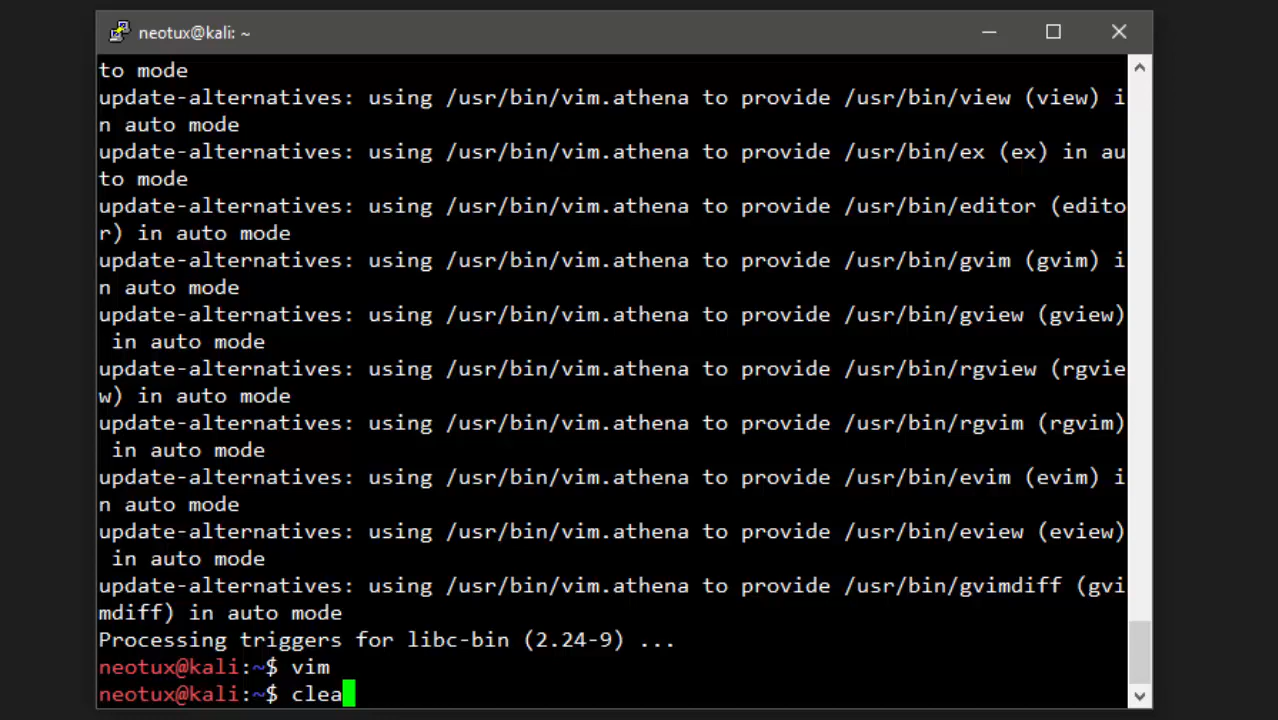 neotux@kali: ~
to mode
update-alternatives: using /usr/bin/vim.athena to provide /usr/bin/view (view) i
n auto mode
update-alternatives: using /usr/bin/vim.athena to provide /usr/bin/ex (ex) in au
to mode
update-alternatives: using /usr/bin/vim.athena to provide /usr/bin/editor (edito
r) in auto mode
update-alternatives: using /usr/bin/vim.athena to provide /usr/bin/gvim (gvim) i
n auto mode
update-alternatives: using /usr/bin/vim.athena to provide /usr/bin/gview (gview)
 in auto mode
update-alternatives: using /usr/bin/vim.athena to provide /usr/bin/rgview (rgvie
w) in auto mode
update-alternatives: using /usr/bin/vim.athena to provide /usr/bin/rgvim (rgvim)
 in auto mode
update-alternatives: using /usr/bin/vim.athena to provide /usr/bin/evim (evim) i
n auto mode
update-alternatives: using /usr/bin/vim.athena to provide /usr/bin/eview (eview)
 in auto mode
update-alternatives: using /usr/bin/vim.athena to provide /usr/bin/gvimdiff (gvi
mdiff) in auto mode
Processing triggers for libc-bin (2.24-9) ...
neotux@kali:~$ vim
neotux@kali:~$ clea